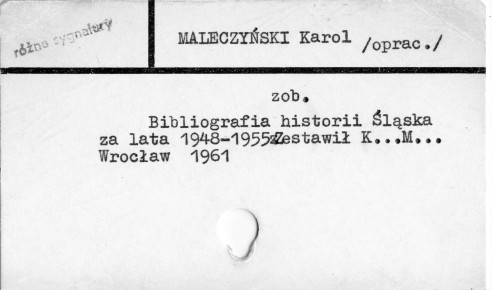 różne sygnatury
MALECZYŃSKI Karol /oprac./
zob.
Bibliografia historii Śląska
za lata 1948-1955 Zestawił K...M...
Wrocław 1961